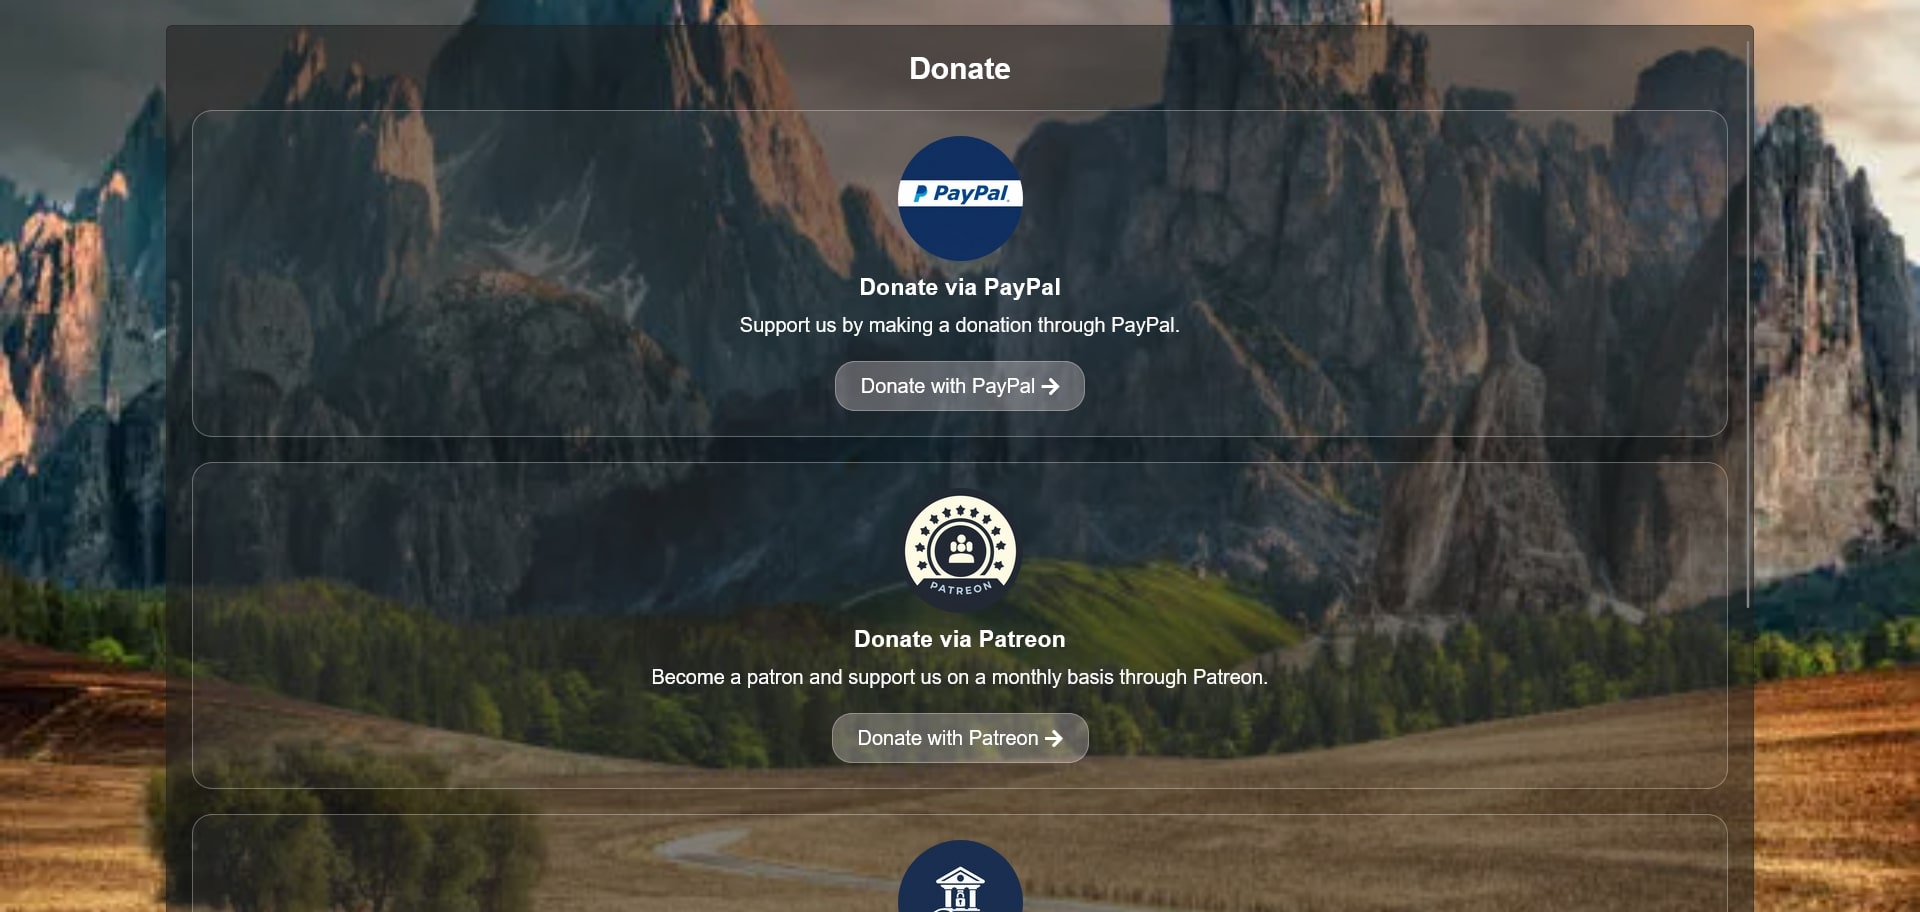 Donate
PayPal
Donate via PayPal
Support us by making a donation through PayPal.
Donate with PayPal
PATREON
Donate via Patreon
Become a patron and support us on a monthly basis through Patreon.
Donate with Patreon